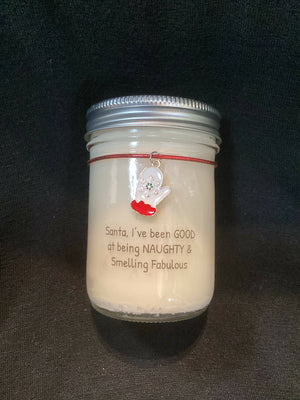 Santa, I've been GOOD
at being NAUGHTY &
Smelling Fabulous